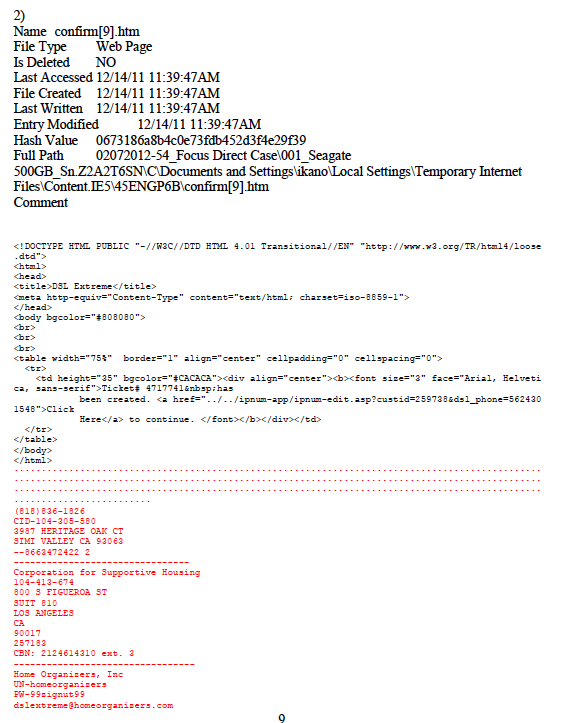 2)
Name confirm[9].htm
File Type Web Page
Is Deleted NO
Last Accessed 12/14/11 11:39:47AM
File Created 12/14/11 11:39:47AM
Last Written 12/14/11 11:39:47AM
Entry Modified 12/14/11 11:39:47AM
Hash Value 0673186a8b4c0e73fdb452d3f4e29f39
Full Path 02072012-54_Focus Direct Case\001_Seagate
500GB_Sn.Z2A2T6SN\C\Documents and Settings\ikano\Local Settings\Temporary Internet
Files\Content.IE5\45ENGP6B\confirm[9].htm
Comment
<!DOCTYPE HTML PUBLIC "-//W3C//DTD HTML 4.01 Transitional//EN" "http://www.w3.org/TR/html4/loose
.dtd">
<html>
<head>
<title>DSL Extreme</title>
<meta http-equiv="Content-Type" content="text/html; charset=iso-8859-1">
</head>
<body bgcolor="#808080">
<br>
<br>
<br>
<table width="75%" border="1" align="center" cellpadding="0" cellspacing="0">
<tr>
<td height="35" bgcolor="#CACACA"><div align="center"><b><font size="3" face="Arial, Helveti
ca, sans-serif">Ticket# 4717741&nbsp;has
been created. <a href="../../ipnum-app/ipnum-edit.asp?custid=259738&dsl_phone=562430
1548">Click
Here</a> to continue. </font></b></div></td>
</tr>
</table>
</body>
</html>
................................................................................................
................................................................................................
................................................................................................
.........................
(818)836-1826
CID-104-305-580
3987 HERITAGE OAK CT
SIMI VALLEY CA 93063
--8663472422 2
--------------------------------
Corporation for Supportive Housing
104-413-674
800 S FIGUEROA ST
SUIT 810
LOS ANGELES
CA
90017
257183
CBN: 2124614310 ext. 3
---------------------------------
Home Organizers, Inc
UN-homeorganizers
PW-99zignut99
dslextreme@homeorganizers.com
9